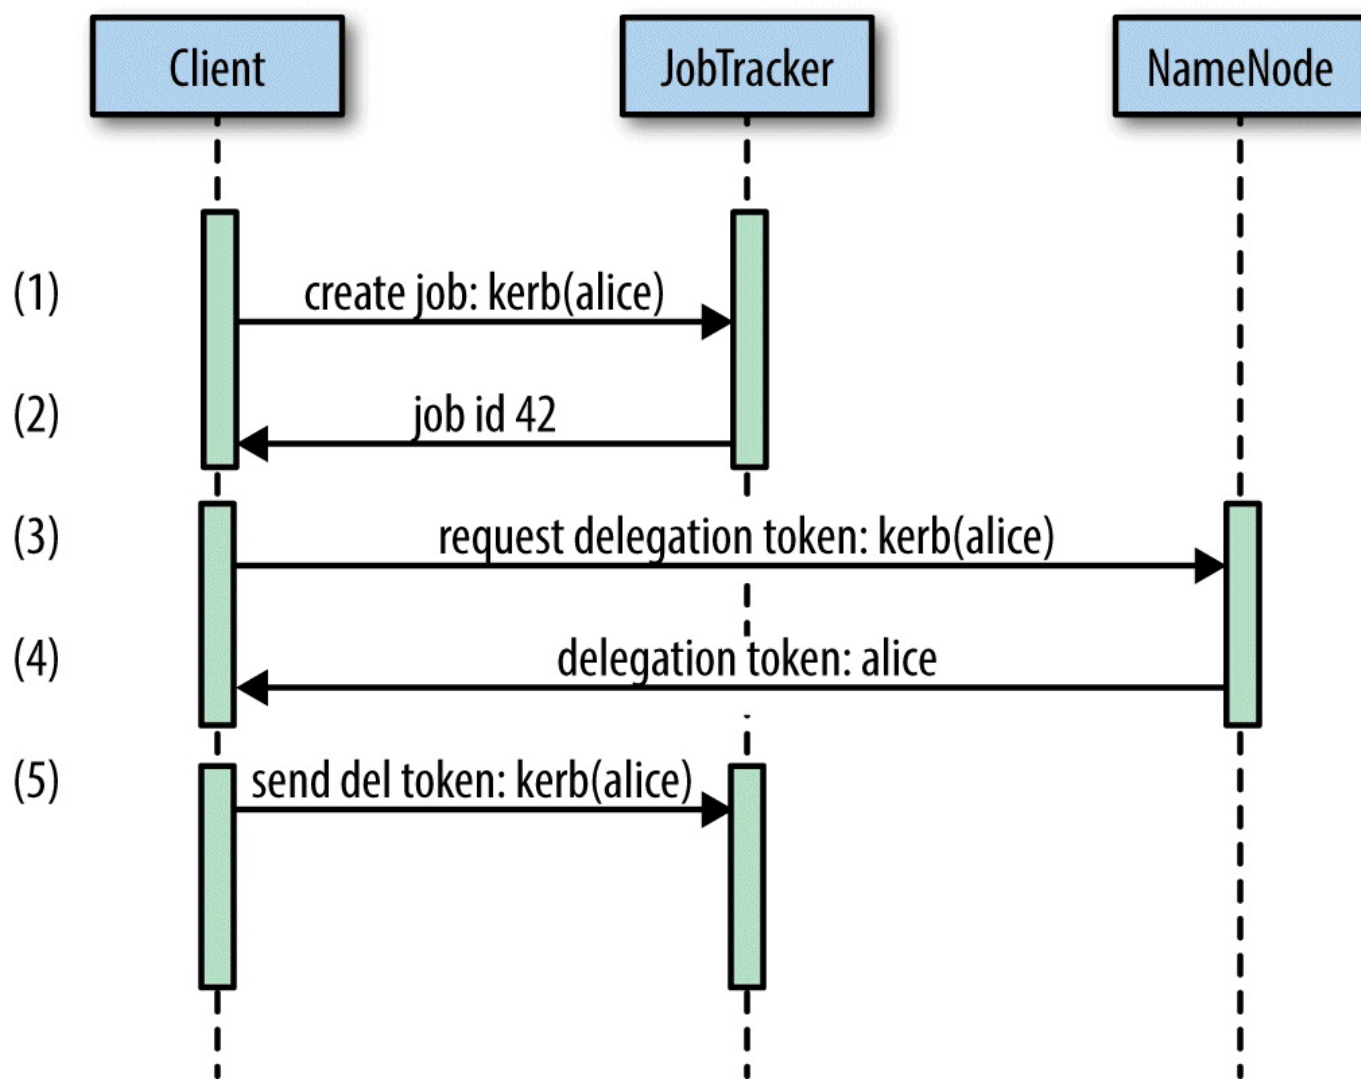 Client
JobTracker
NameNode
(1)
create job: kerb(alice)
(2)
job id 42
(3)
request delegation token: kerb(alice)
(4)
delegation token: alice
(5)
send del token: kerb(alice)